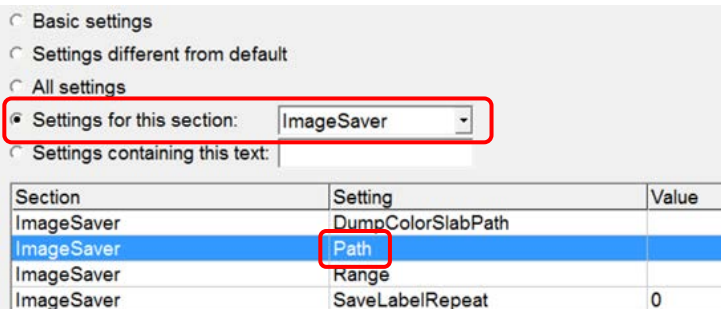 Basic settings
Settings different from default
All settings
Settings for this section: ImageSaver
Settings containing this text:
Section Setting Value
ImageSaver DumpColorSlabPath
ImageSaver Path
ImageSaver Range
ImageSaver SaveLabelRepeat 0